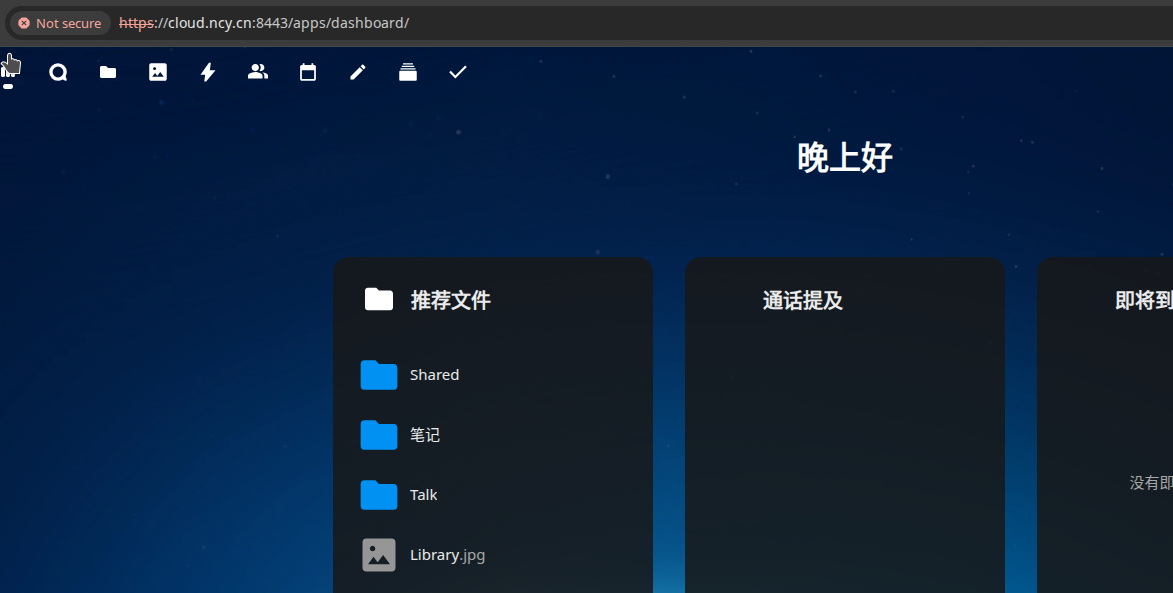 Not secure
https://cloud.ncy.cn:8443/apps/dashboard/
晚上好
推荐文件
通话提及
即将到
Shared
笔记
Talk
没有即
Library.jpg